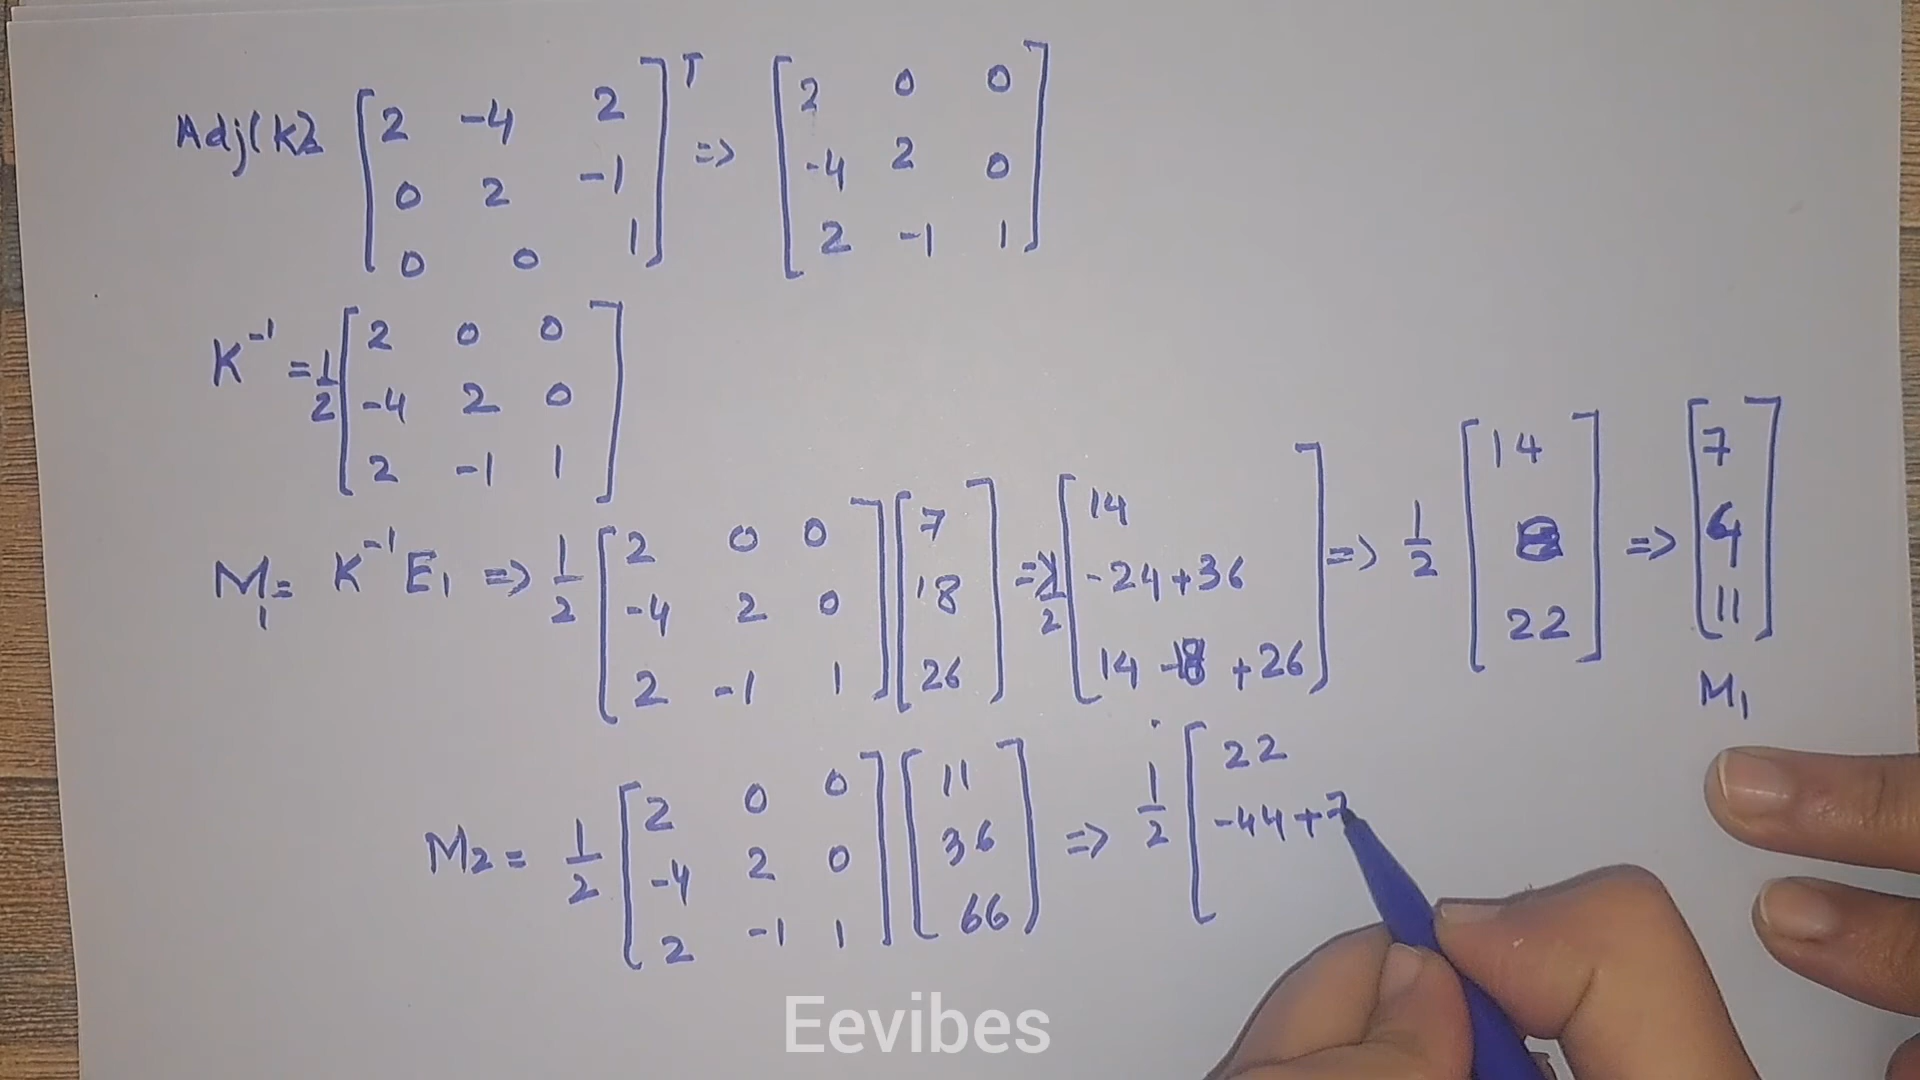 Adj(K)= [2 -4 2 0 2 -1 0 0 1]ᵀ => [2 0 0 -4 2 0 2 -1 1]
K⁻¹ = 1/2 [2 0 0 -4 2 0 2 -1 1]
M₁= K⁻¹E₁ => 1/2 [2 0 0 -4 2 0 2 -1 1] [7 18 26] => 1/2 [14 -24+36 14 -18 +26] => 1/2 [14 22] => [7 4 11]
M₁
M2= 1/2 [2 0 0 -4 2 0 2 -1 1] [11 36 66] => 1/2 [22 -44+7
Eevibes